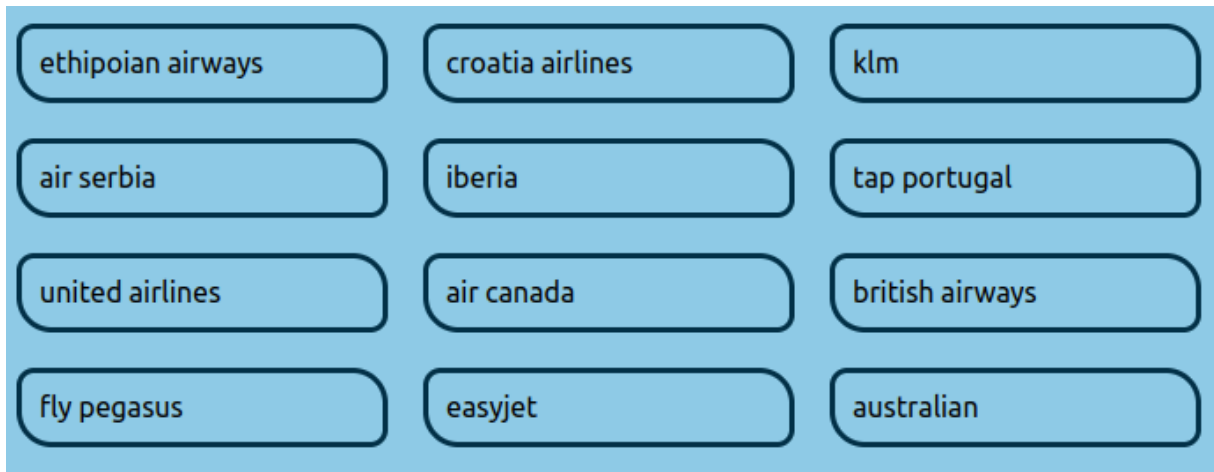 ethipoian airways
croatia airlines
klm
air serbia
iberia
tap portugal
united airlines
air canada
british airways
fly pegasus
easyjet
australian